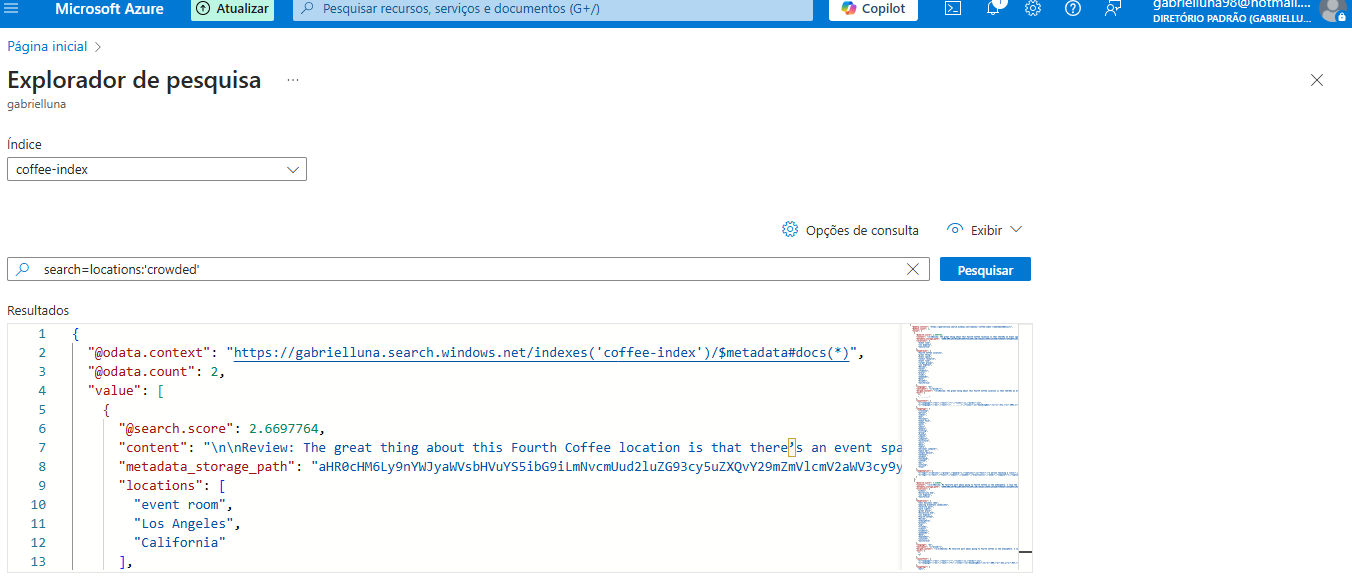 Microsoft Azure
Atualizar
Pesquisar recursos, serviços e documentos (G+/)
Copilot
1
gabrielluna98@hotmail....
DIRETÓRIO PADRÃO (GABRIELLU...
Página inicial >
Explorador de pesquisa ...
gabrielluna
Índice
coffee-index
Opções de consulta
Exibir
search=locations:'crowded'
Pesquisar
Resultados
1 {
2 "@odata.context": "https://gabrielluna.search.windows.net/indexes('coffee-index')/$metadata#docs(*)",
3 "@odata.count": 2,
4 "value": [
5 {
6 "@search.score": 2.6697764,
7 "content": "\n\nReview: The great thing about this Fourth Coffee location is that there’s an event spa
8 "metadata_storage_path": "aHR0cHM6Ly9nYWJyaWVsbHVuYS5ibG9iLmNvcmUud2luZG93cy5uZXQvY29mZmVlcmV2aWV3cy9y
9 "locations": [
10 "event room",
11 "Los Angeles",
12 "California"
13 ],